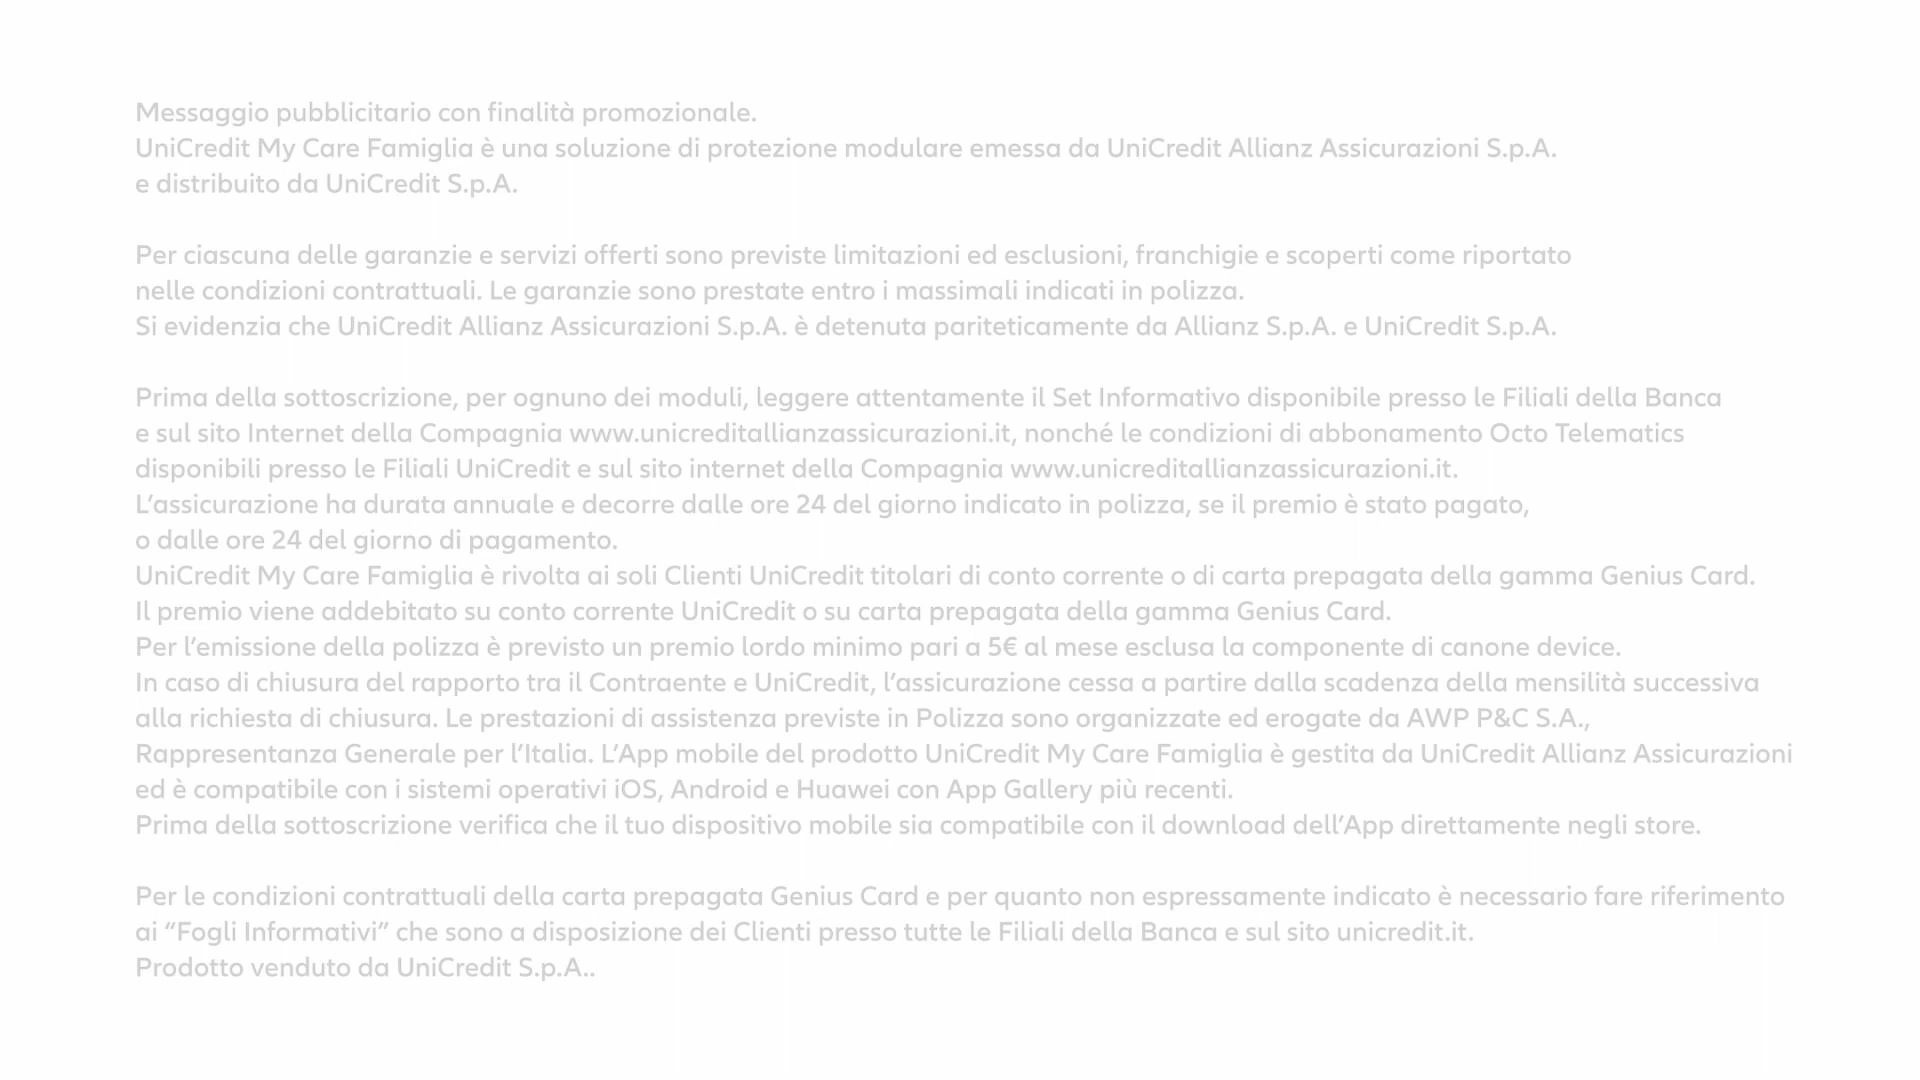 Messaggio pubblicitario con finalità promozionale.
UniCredit My Care Famiglia è una soluzione di protezione modulare emessa da UniCredit Allianz Assicurazioni S.p.A.
e distribuito da UniCredit S.p.A.
Per ciascuna delle garanzie e servizi offerti sono previste limitazioni ed esclusioni, franchigie e scoperti come riportato
nelle condizioni contrattuali. Le garanzie sono prestate entro i massimali indicati in polizza.
Si evidenzia che UniCredit Allianz Assicurazioni S.p.A. è detenuta pariteticamente da Allianz S.p.A. e UniCredit S.p.A.
Prima della sottoscrizione, per ognuno dei moduli, leggere attentamente il Set Informativo disponibile presso le Filiali della Banca
e sul sito Internet della Compagnia www.unicreditallianzassicurazioni.it, nonché le condizioni di abbonamento Octo Telematics
disponibili presso le Filiali UniCredit e sul sito internet della Compagnia www.unicreditallianzassicurazioni.it.
L’assicurazione ha durata annuale e decorre dalle ore 24 del giorno indicato in polizza, se il premio è stato pagato,
o dalle ore 24 del giorno di pagamento.
UniCredit My Care Famiglia è rivolta ai soli Clienti UniCredit titolari di conto corrente o di carta prepagata della gamma Genius Card.
Il premio viene addebitato su conto corrente UniCredit o su carta prepagata della gamma Genius Card.
Per l’emissione della polizza è previsto un premio lordo minimo pari a 5€ al mese esclusa la componente di canone device.
In caso di chiusura del rapporto tra il Contraente e UniCredit, l’assicurazione cessa a partire dalla scadenza della mensilità successiva
alla richiesta di chiusura. Le prestazioni di assistenza previste in Polizza sono organizzate ed erogate da AWP P&C S.A.,
Rappresentanza Generale per l’Italia. L’App mobile del prodotto UniCredit My Care Famiglia è gestita da UniCredit Allianz Assicurazioni
ed è compatibile con i sistemi operativi iOS, Android e Huawei con App Gallery più recenti.
Prima della sottoscrizione verifica che il tuo dispositivo mobile sia compatibile con il download dell’App direttamente negli store.
Per le condizioni contrattuali della carta prepagata Genius Card e per quanto non espressamente indicato è necessario fare riferimento
ai “Fogli Informativi” che sono a disposizione dei Clienti presso tutte le Filiali della Banca e sul sito unicredit.it.
Prodotto venduto da UniCredit S.p.A..